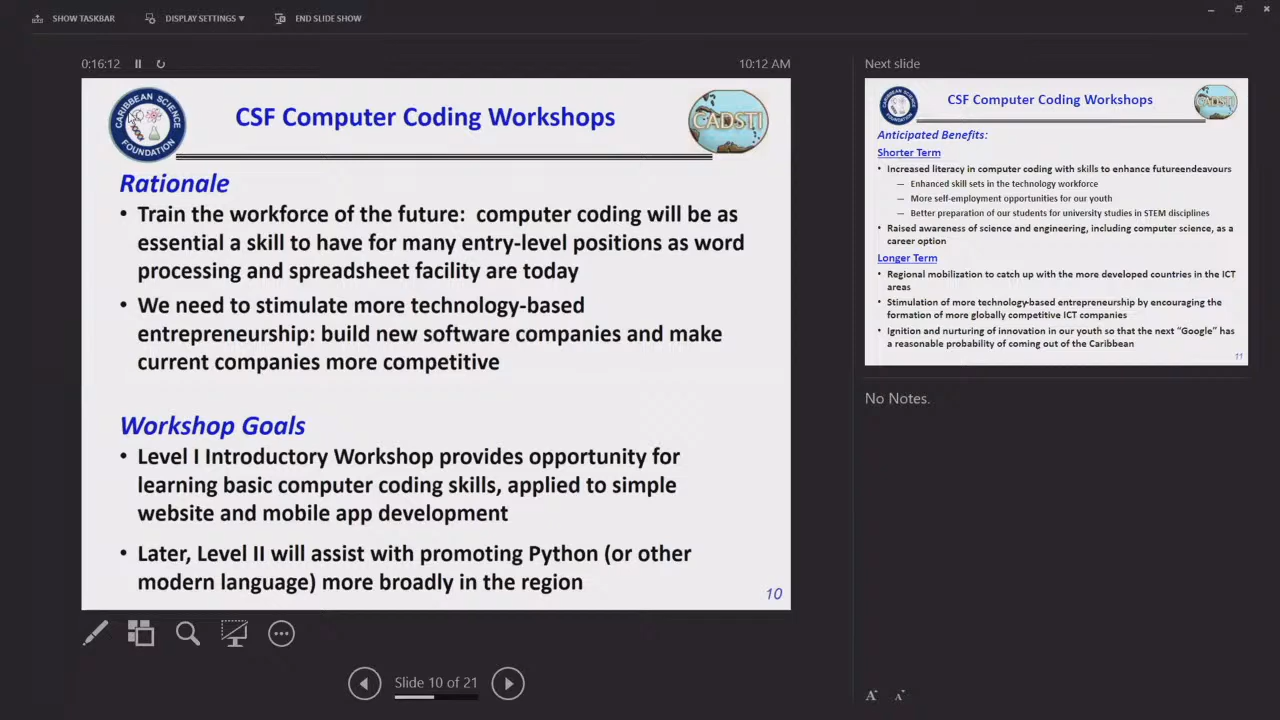 SHOW TASKBAR
DISPLAY SETTINGS ▼
END SLIDE SHOW
0:16:12
10:12 AM
CARIBBEAN SCIENCE
FOUNDATION
CSF Computer Coding Workshops
CADSTI
Rationale
• Train the workforce of the future: computer coding will be as
essential a skill to have for many entry-level positions as word
processing and spreadsheet facility are today
• We need to stimulate more technology-based
entrepreneurship: build new software companies and make
current companies more competitive
Workshop Goals
• Level I Introductory Workshop provides opportunity for
learning basic computer coding skills, applied to simple
website and mobile app development
• Later, Level II will assist with promoting Python (or other
modern language) more broadly in the region
10
Slide 10 of 21
Next slide
CSF Computer Coding Workshops
CADSTI
Anticipated Benefits:
Shorter Term
• Increased literacy in computer coding with skills to enhance futureendeavours
— Enhanced skill sets in the technology workforce
— More self-employment opportunities for our youth
— Better preparation of our students for university studies in STEM disciplines
• Raised awareness of science and engineering, including computer science, as a
career option
Longer Term
• Regional mobilization to catch up with the more developed countries in the ICT
areas
• Stimulation of more technology-based entrepreneurship by encouraging the
formation of more globally competitive ICT companies
• Ignition and nurturing of innovation in our youth so that the next “Google” has
a reasonable probability of coming out of the Caribbean
11
No Notes.
A A